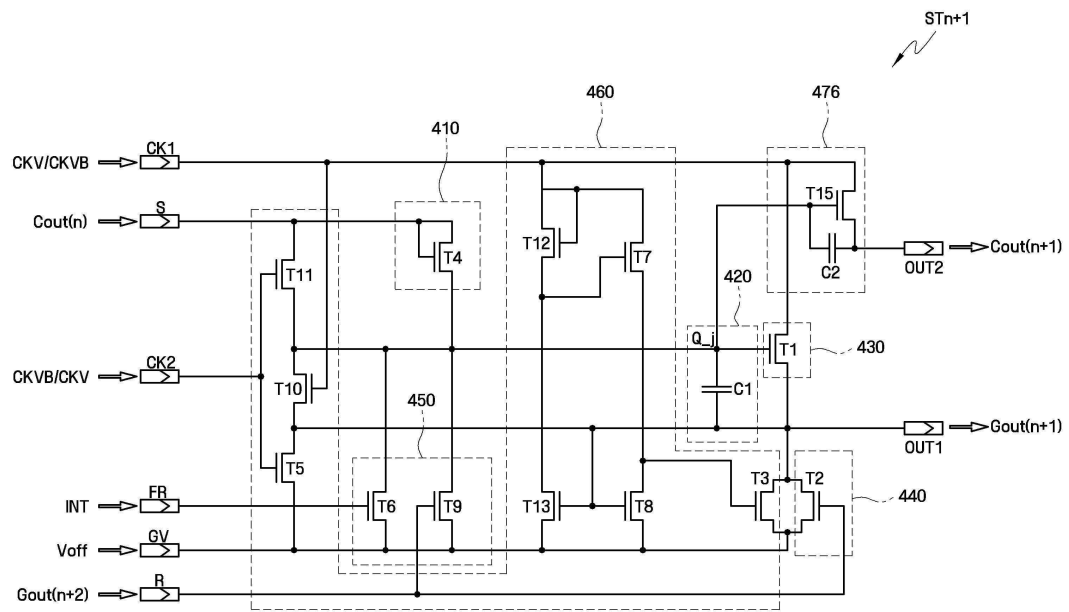 STn+1
460
476
410
CKV/CKVB
CK1
T15
Cout(n)
S
T12
T7
T4
Cout(n+1)
OUT2
C2
T11
420
Q_j
T1
430
CKVB/CKV
CK2
T10
C1
450
Gout(n+1)
OUT1
T5
T3
T2
440
INT
FR
T6
T9
T13
T8
Voff
GV
Gout(n+2)
R